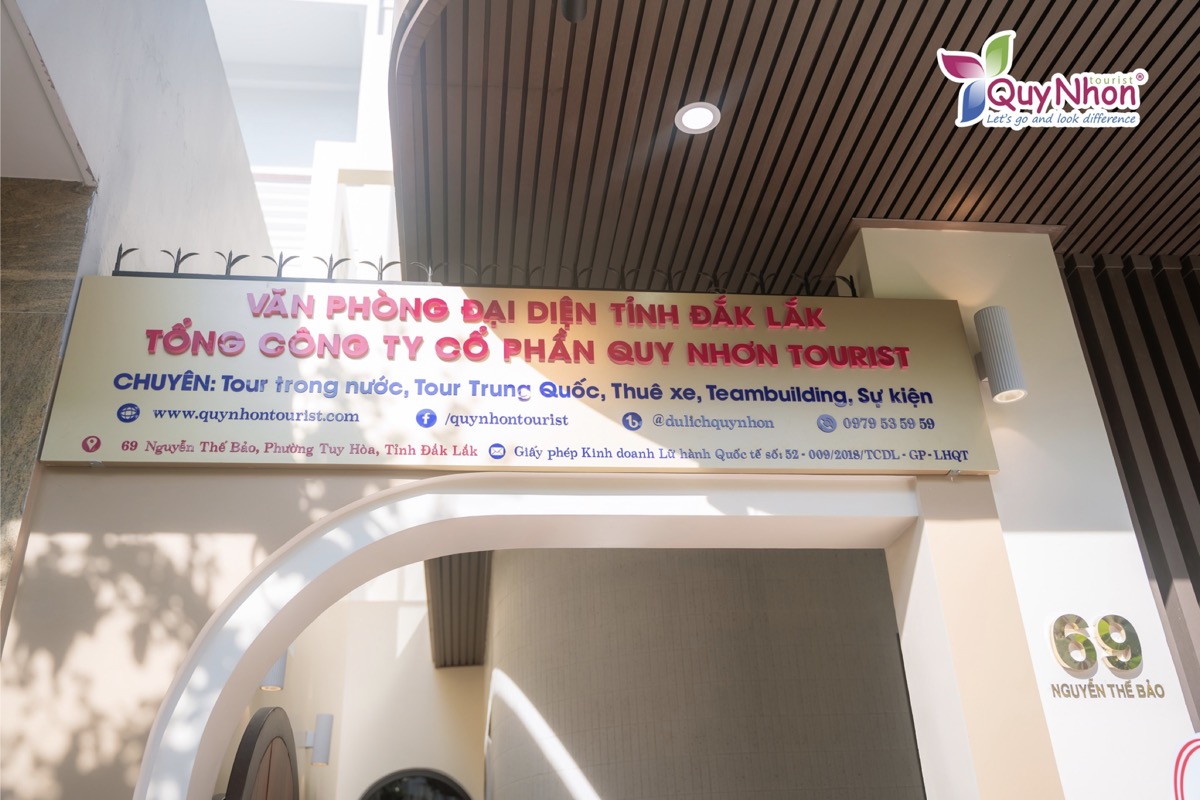 tourist®
QuyNhon
Let's go and look difference
VĂN PHÒNG ĐẠI DIỆN TỈNH ĐẮK LẮK
TỔNG CÔNG TY CỔ PHẦN QUY NHƠN TOURIST
CHUYÊN: Tour trong nước, Tour Trung Quốc, Thuê xe, Teambuilding, Sự kiện
www.quynhontourist.com /quynhontourist @dulichquynhon 0979 53 59 59
69 Nguyễn Thế Bảo, Phường Tuy Hòa, Tỉnh Đắk Lắk Giấy phép Kinh doanh Lữ hành Quốc tế số: 52 - 009/2018/TCDL - GP - LHQT
69
NGUYỄN THẾ BẢO